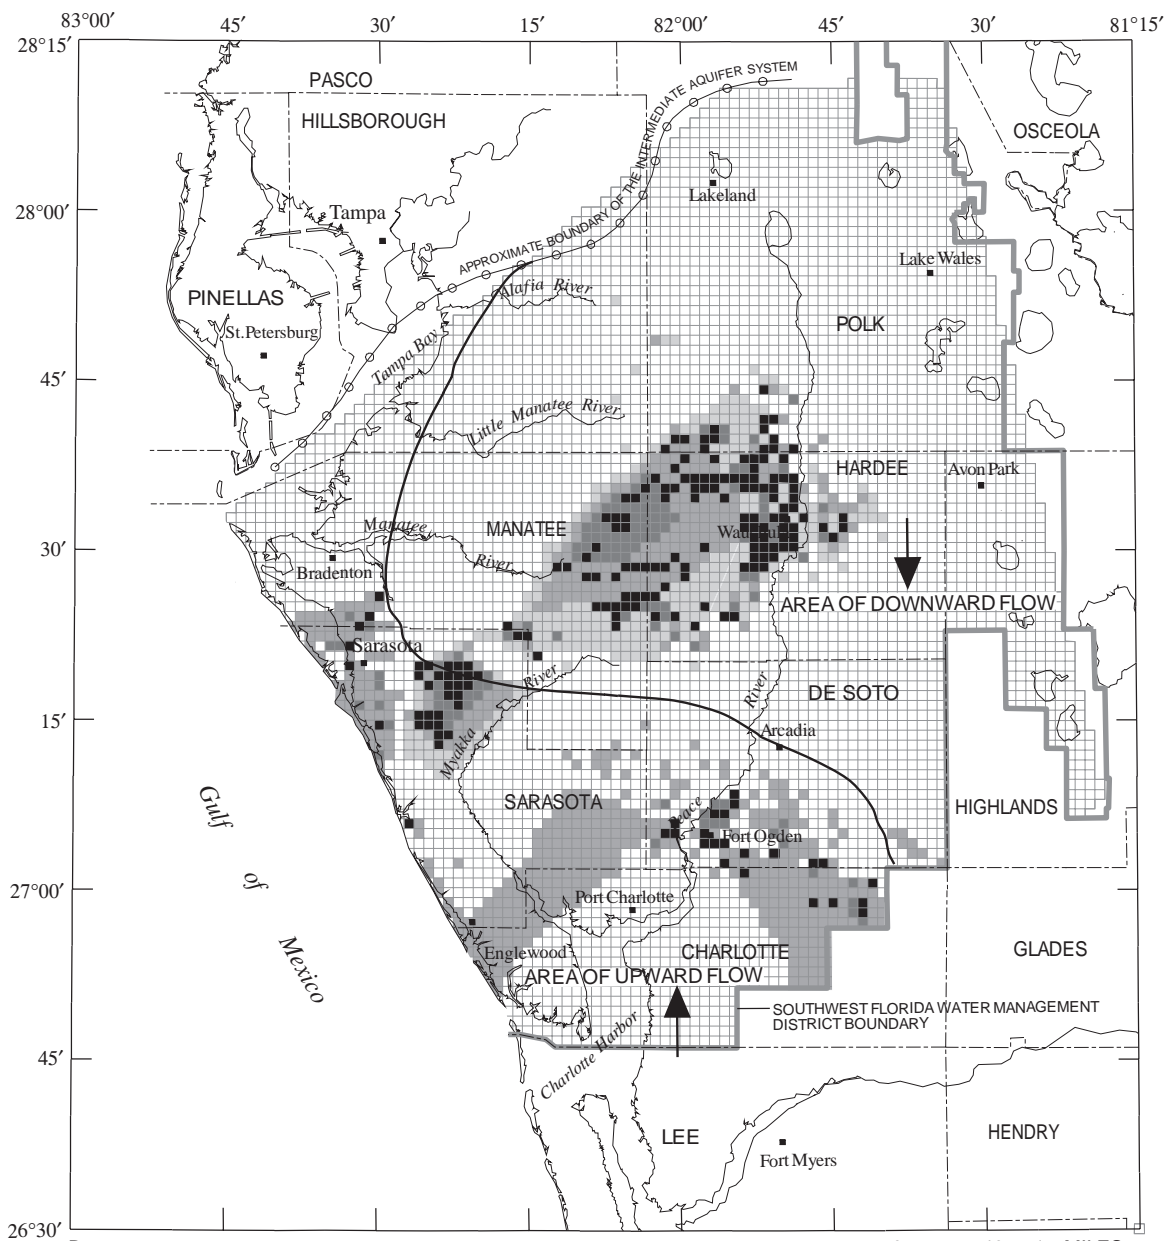 83°00′ 45′ 30′ 15′ 82°00′ 45′ 30′ 81°15′
28°15′
PASCO
HILLSBOROUGH
APPROXIMATE BOUNDARY OF THE INTERMEDIATE AQUIFER SYSTEM
OSCEOLA
Lakeland
28°00′
Tampa
Lake Wales
PINELLAS
Alafia River
St. Petersburg
POLK
Tampa Bay
45′
Little Manatee River
HARDEE
Avon Park
Manatee
River
MANATEE
30′
Bradenton
AREA OF DOWNWARD FLOW
Sarasota
River
River
DE SOTO
15′
Arcadia
Myakka
SARASOTA
Peace
HIGHLANDS
Gulf
of
Mexico
Fort Ogden
27°00′
Port Charlotte
Englewood
CHARLOTTE
GLADES
AREA OF UPWARD FLOW
SOUTHWEST FLORIDA WATER MANAGEMENT
DISTRICT BOUNDARY
Charlotte Harbor
45′
LEE
HENDRY
Fort Myers
26°30′